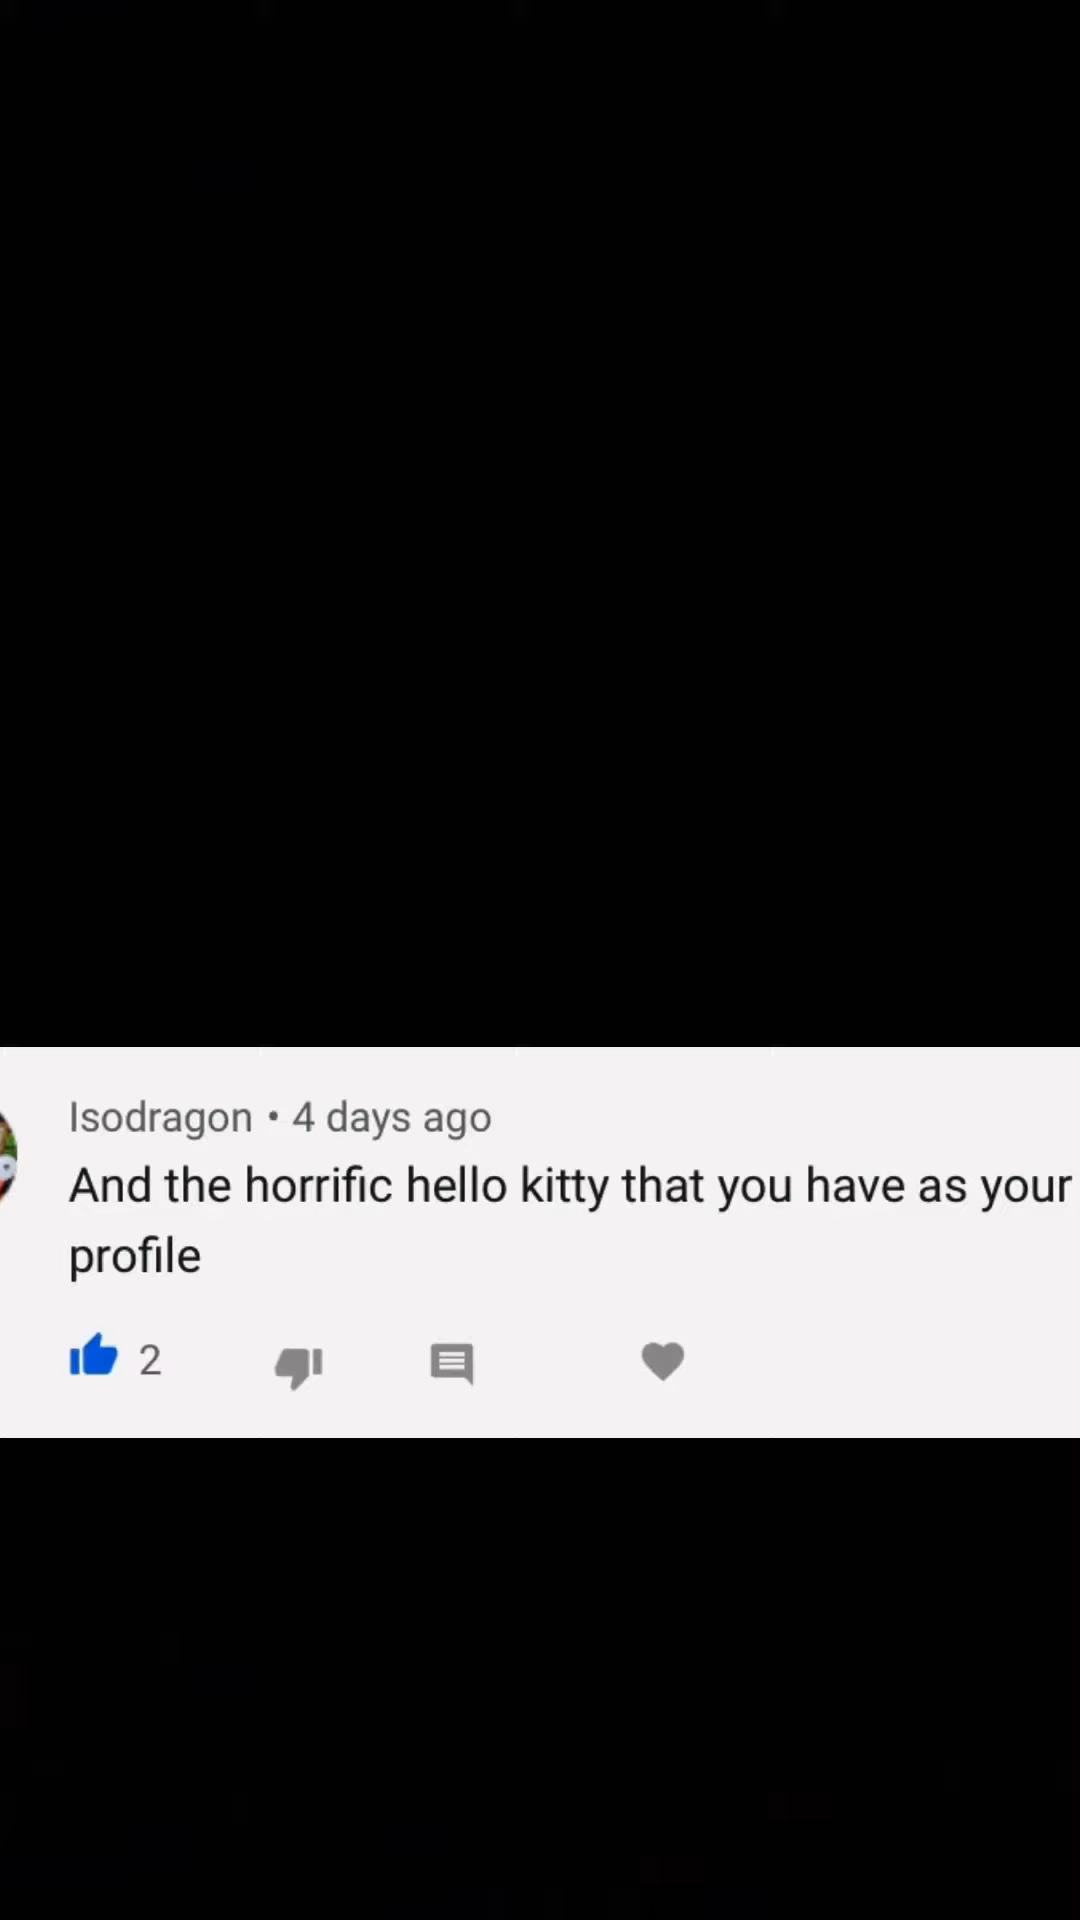 Isodragon • 4 days ago
And the horrific hello kitty that you have as your
profile
2